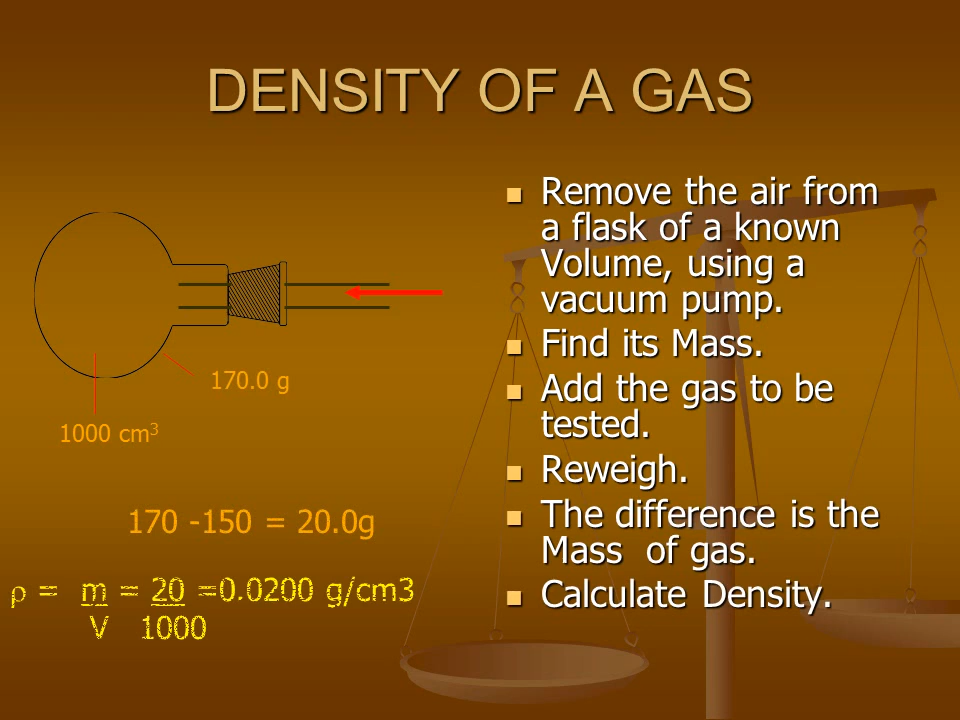 DENSITY OF A GAS
170.0 g
1000 cm³
170 -150 = 20.0g
ρ = m = 20 =0.0200 g/cm3
V 1000
Remove the air from
a flask of a known
Volume, using a
vacuum pump.
Find its Mass.
Add the gas to be
tested.
Reweigh.
The difference is the
Mass of gas.
Calculate Density.